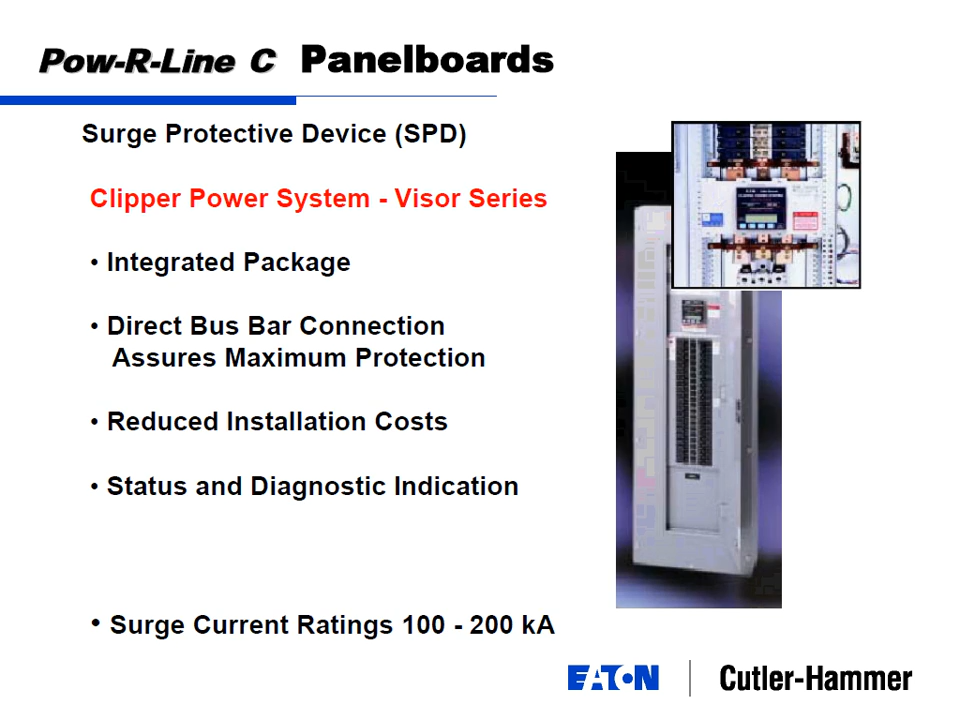 Pow-R-Line C Panelboards
Surge Protective Device (SPD)
Clipper Power System - Visor Series
• Integrated Package
• Direct Bus Bar Connection
Assures Maximum Protection
• Reduced Installation Costs
• Status and Diagnostic Indication
• Surge Current Ratings 100 - 200 kA
EATON | Cutler-Hammer